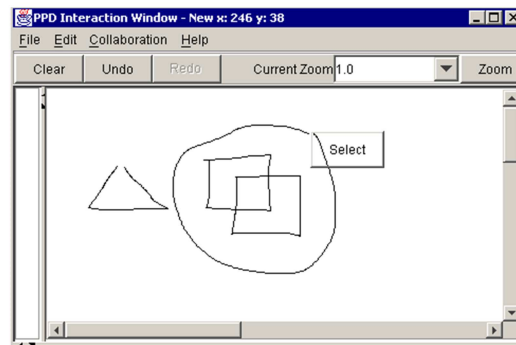 PPD Interaction Window - New x: 246 y: 38
File Edit Collaboration Help
Clear Undo Redo Current Zoom 1.0 Zoom
Select